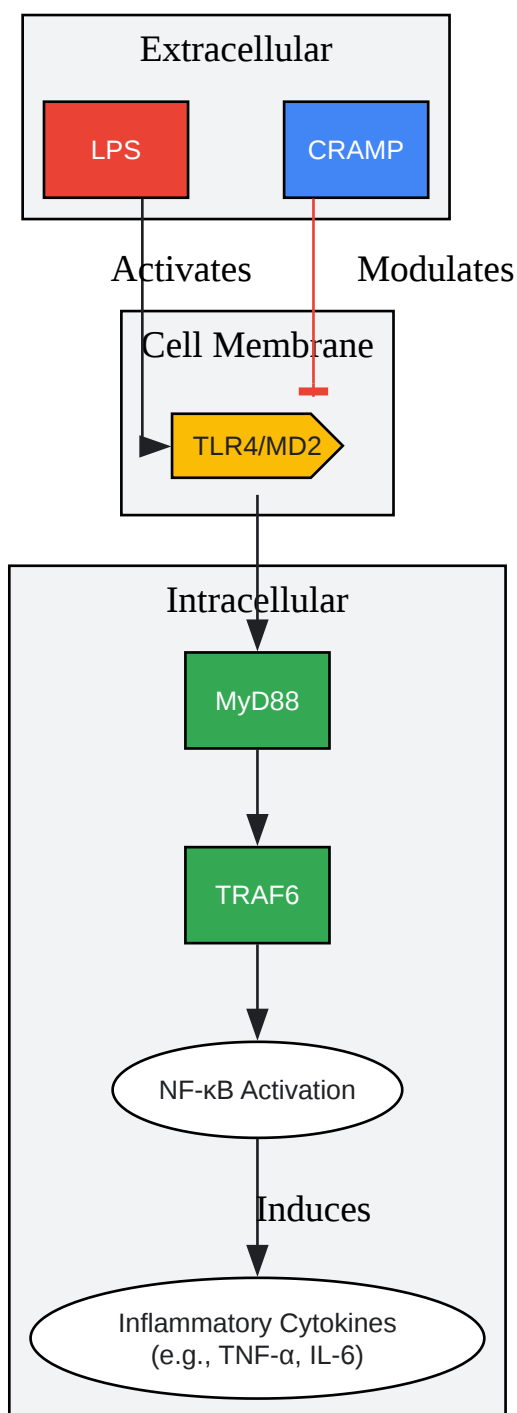 Extracellular
LPS
CRAMP
Activates
Modulates
Cell Membrane
TLR4/MD2
Intracellular
MyD88
TRAF6
NF-κB Activation
Induces
Inflammatory Cytokines
(e.g., TNF-α, IL-6)